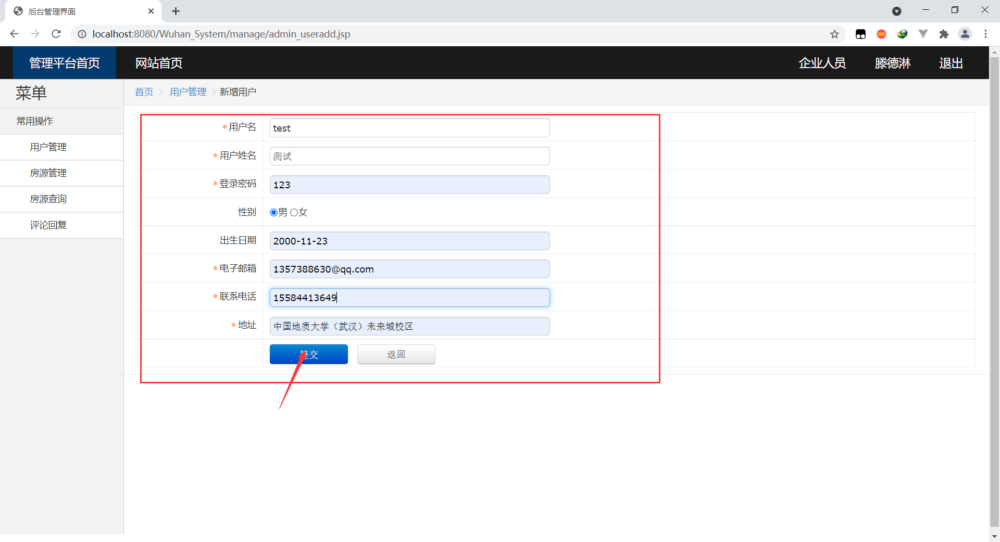 后台管理界面
localhost:8080/Wuhan_System/manage/admin_useradd.jsp
管理平台首页 网站首页 企业人员 滕德淋 退出
菜单
首页 > 用户管理 > 新增用户
常用操作
用户管理
房源管理
房源查询
评论回复
*用户名 test
*用户姓名 测试
*登录密码 123
性别 男 女
出生日期 2000-11-23
*电子邮箱 1357388630@qq.com
*联系电话 15584413649
*地址 中国地质大学（武汉）未来城校区
提交 返回